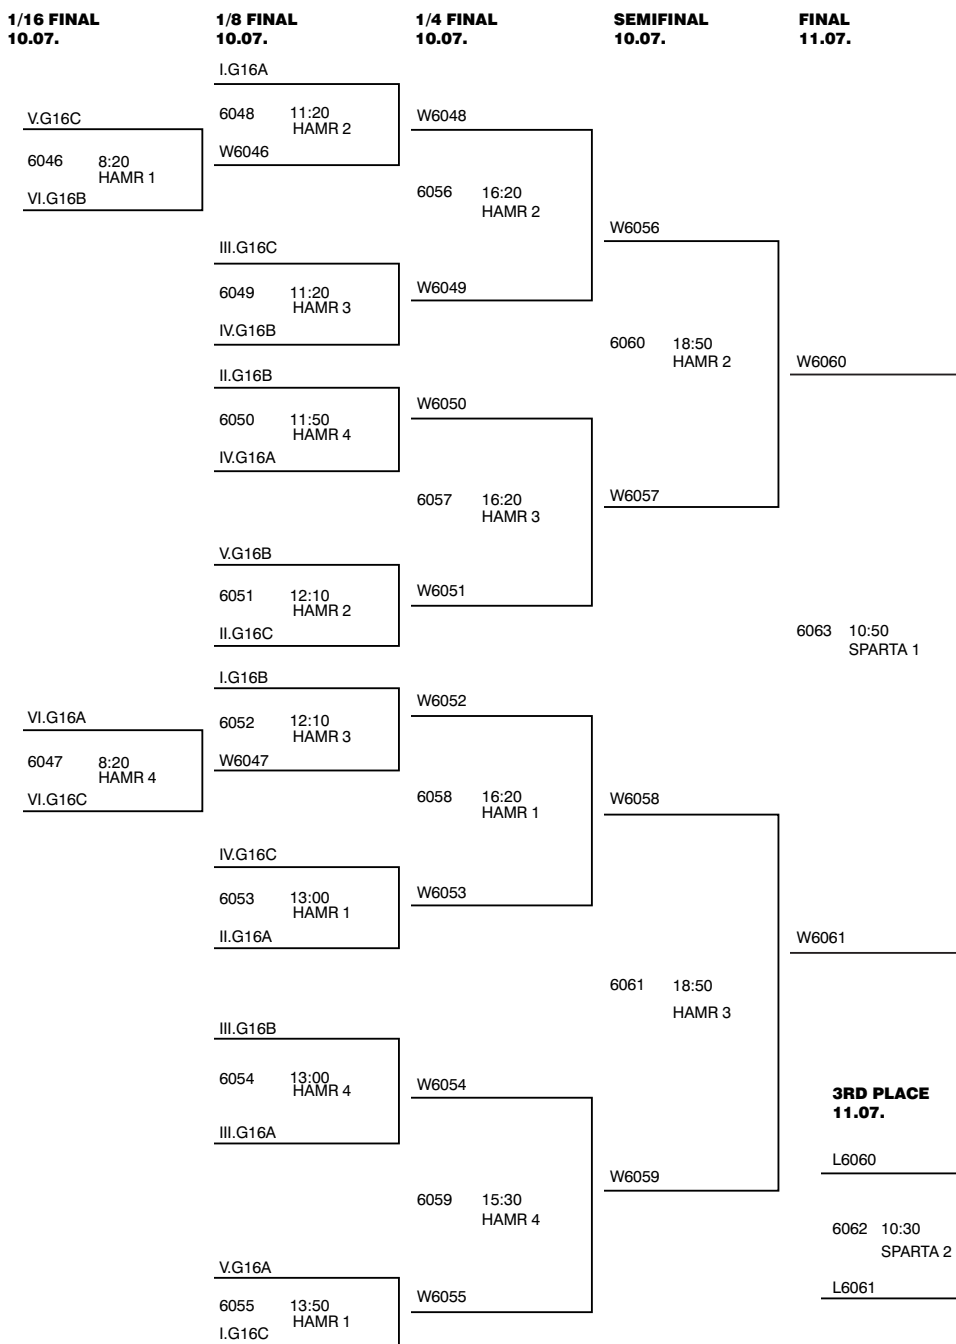 1/16 FINAL
10.07.
V.G16C
6046 8:20
HAMR 1
VI.G16B
VI.G16A
6047 8:20
HAMR 4
VI.G16C
1/8 FINAL
10.07.
I.G16A
6048 11:20
HAMR 2
W6046
III.G16C
6049 11:20
HAMR 3
IV.G16B
II.G16B
6050 11:50
HAMR 4
IV.G16A
V.G16B
6051 12:10
HAMR 2
II.G16C
I.G16B
6052 12:10
HAMR 3
W6047
IV.G16C
6053 13:00
HAMR 1
II.G16A
III.G16B
6054 13:00
HAMR 4
III.G16A
V.G16A
6055 13:50
HAMR 1
I.G16C
1/4 FINAL
10.07.
W6048
6056 16:20
HAMR 2
W6049
W6050
6057 16:20
HAMR 3
W6051
W6052
6058 16:20
HAMR 1
W6053
W6054
6059 15:30
HAMR 4
W6055
SEMIFINAL
10.07.
W6056
6060 18:50
HAMR 2
W6057
W6058
6061 18:50
HAMR 3
W6059
FINAL
11.07.
W6060
6063 10:50
SPARTA 1
W6061
3RD PLACE
11.07.
L6060
6062 10:30
SPARTA 2
L6061